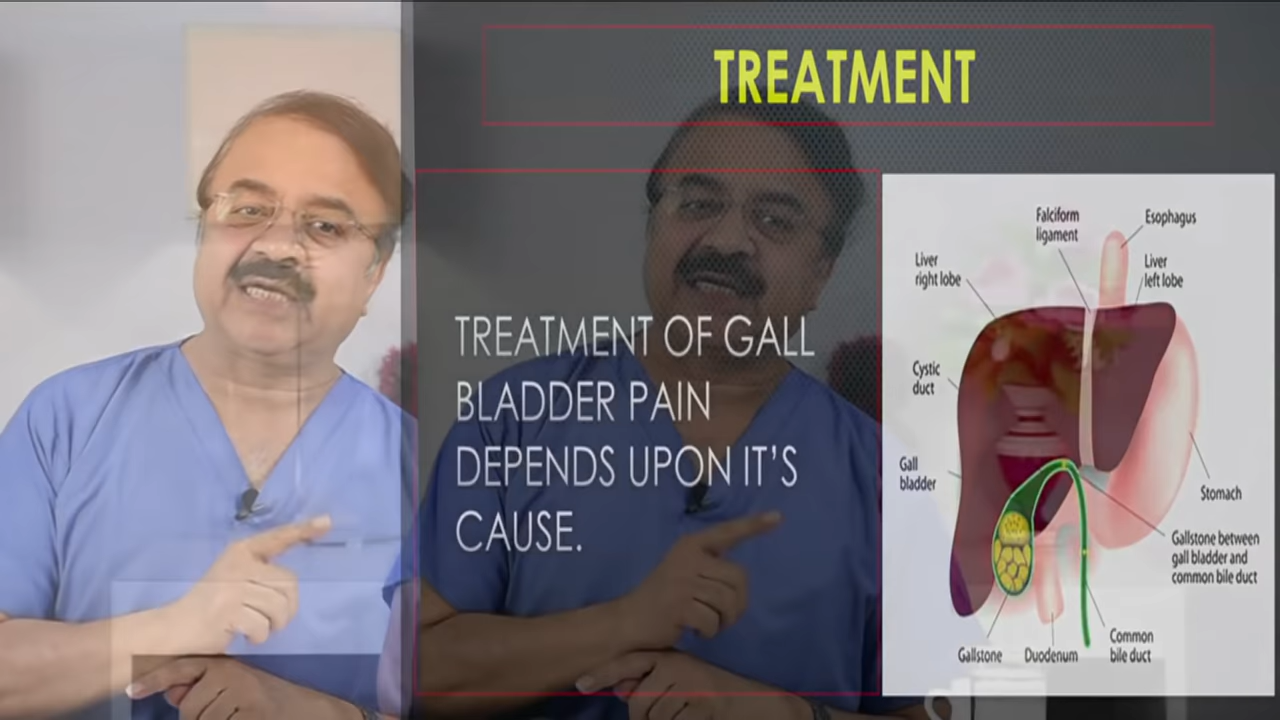 TREATMENT
TREATMENT OF GALL
BLADDER PAIN
DEPENDS UPON IT'S
CAUSE.
Falciform
ligament
Esophagus
Liver
right lobe
Liver
left lobe
Cystic
duct
Gall
bladder
Stomach
Gallstone between
gall bladder and
common bile duct
Gallstone
Duodenum
Common
bile duct